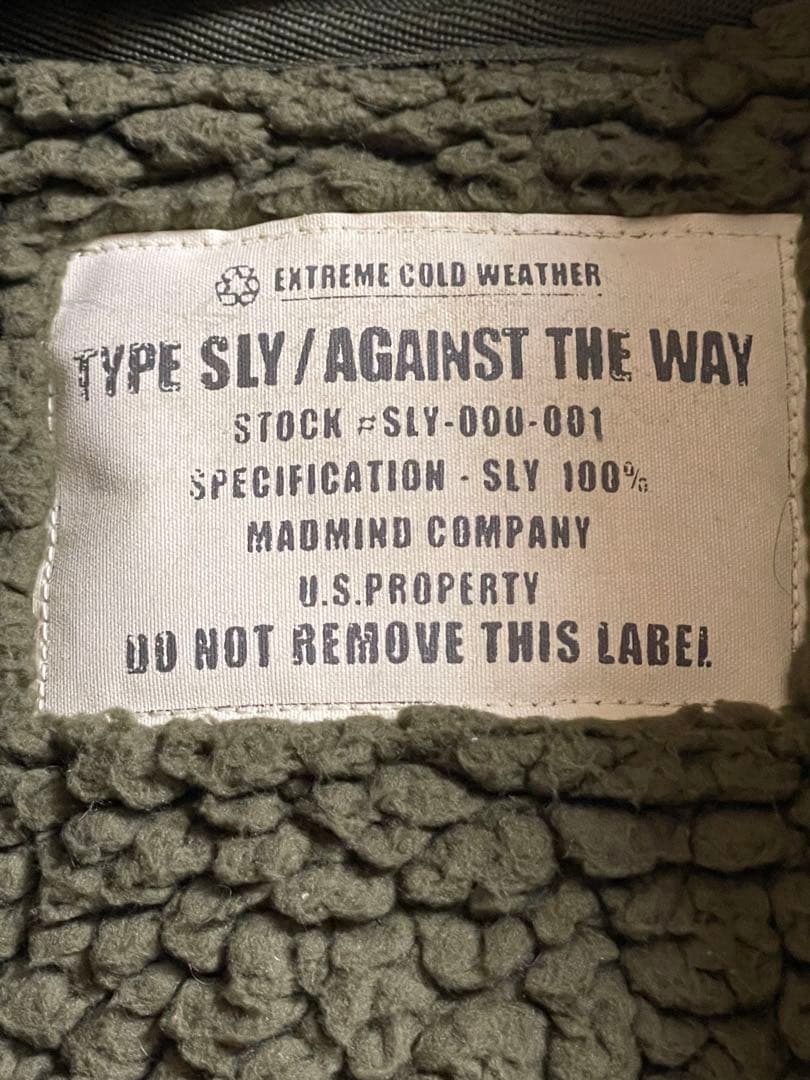 EXTREME COLD WEATHER
TYPE SLY/AGAINST THE WAY
STOCK #SLY-000-001
SPECIFICATION - SLY 100%
MADMIND COMPANY
U.S.PROPERTY
DO NOT REMOVE THIS LABEL